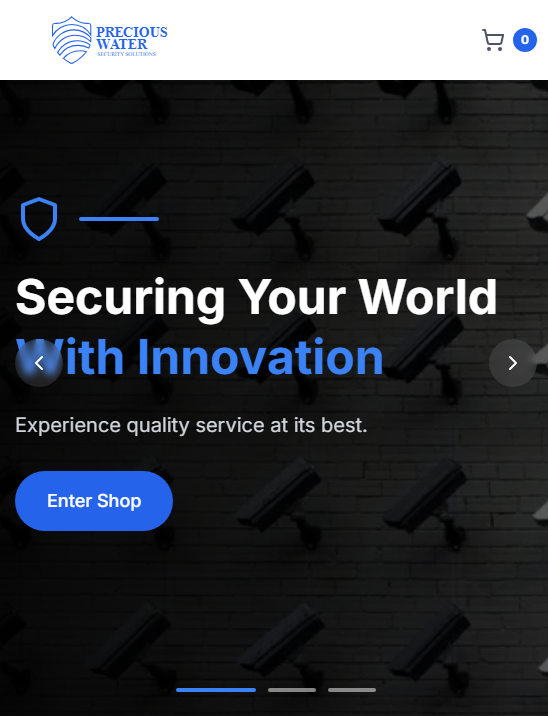 PRECIOUS
WATER
SECURITY SOLUTIONS
0
Securing Your World
With Innovation
Experience quality service at its best.
Enter Shop